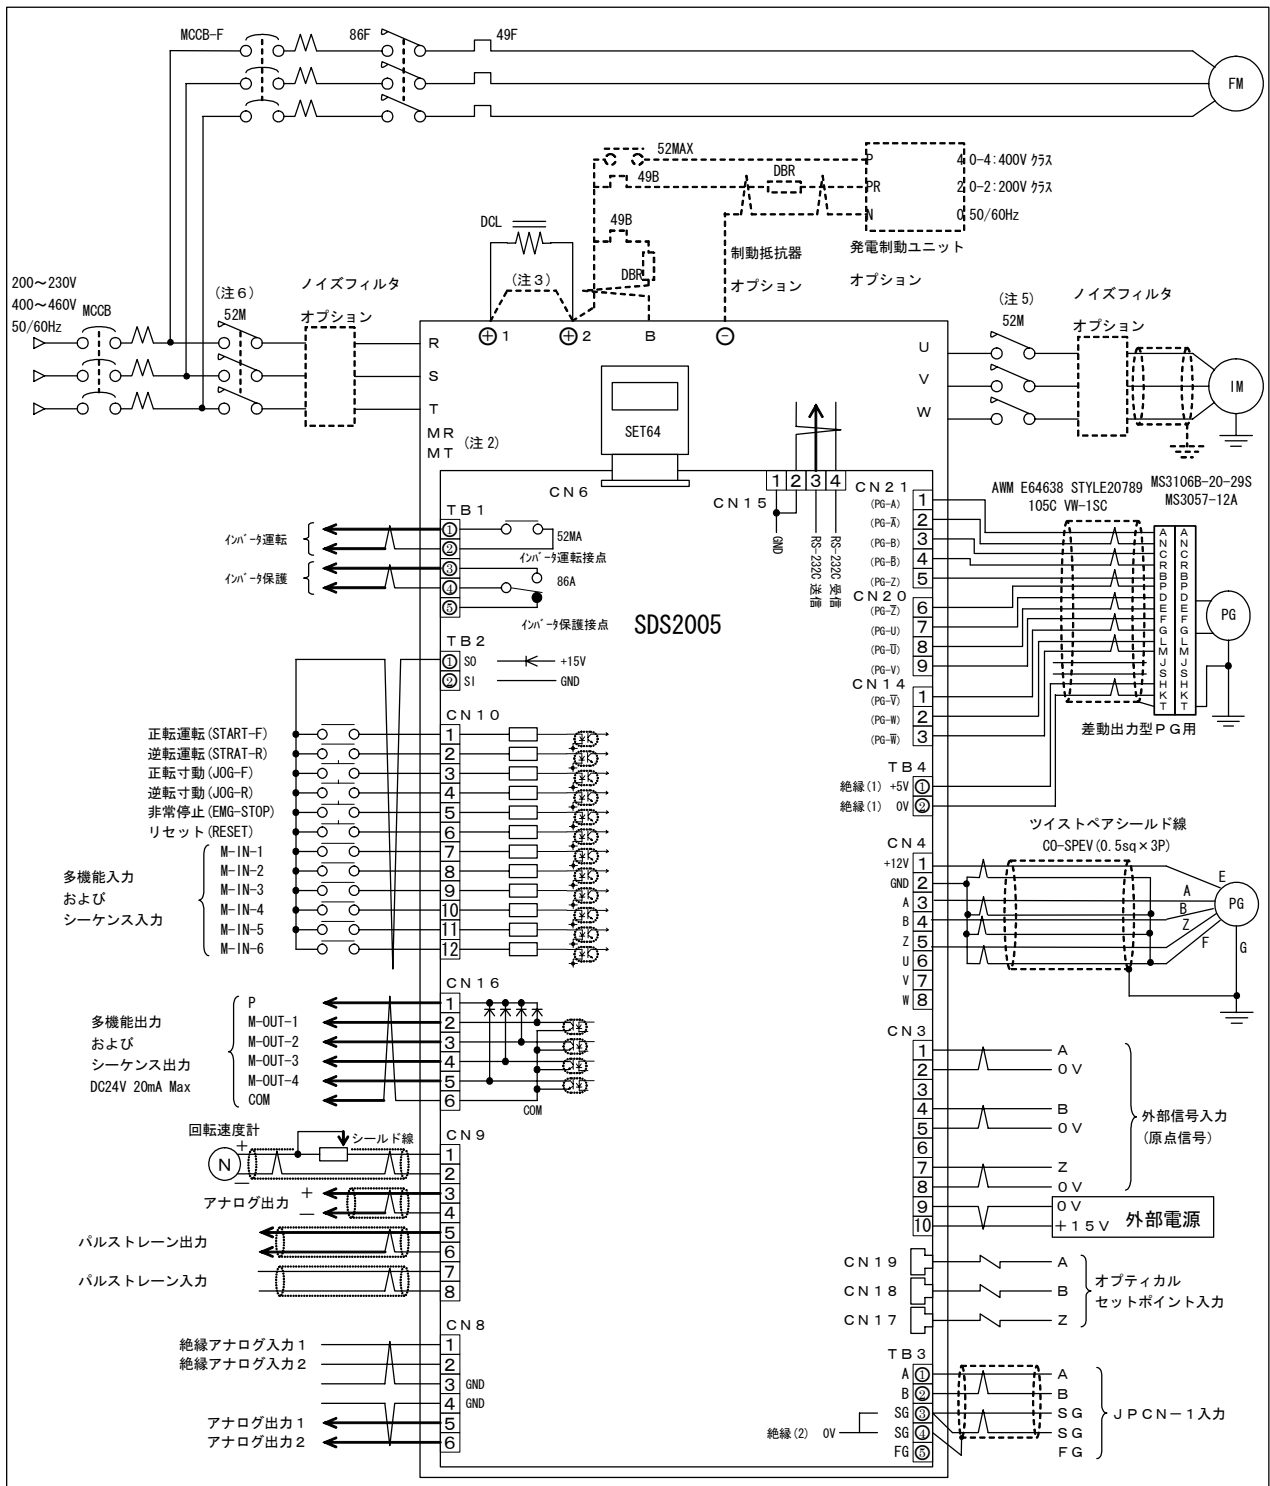 MCCB-F
86F
49F
FM
52MAX
49B
DBR
P
PR
N
4 0-4:400V クラス
2 0-2:200V クラス
0 50/60Hz
DCL
49B
DBR
(注３)
制動抵抗器
オプション
発電制動ユニット
オプション
200～230V
400～460V
50/60Hz
MCCB
(注６)
52M
ノイズフィルタ
オプション
R
S
T
MR
MT
(注 2)
⊕1
⊕2
B
⊖
U
V
W
(注 5)
52M
ノイズフィルタ
オプション
IM
SET64
CN6
SDS2005
CN15
1 2 3 4
GND
RS-232C 送信
RS-232C 受信
TB1
①
②
③
④
⑤
インバータ運転
インバータ保護
52MA
インバータ運転接点
86A
インバータ保護接点
TB2
① SO +15V
② SI GND
CN10
正転運転(START-F) 1
逆転運転(STRAT-R) 2
正転寸動(JOG-F) 3
逆転寸動(JOG-R) 4
非常停止(EMG-STOP) 5
リセット(RESET) 6
M-IN-1 7
M-IN-2 8
M-IN-3 9
M-IN-4 10
M-IN-5 11
M-IN-6 12
多機能入力
および
シーケンス入力
CN16
P 1
M-OUT-1 2
M-OUT-2 3
M-OUT-3 4
M-OUT-4 5
COM 6
COM
多機能出力
および
シーケンス出力
DC24V 20mA Max
CN9
回転速度計
＋
N
－
シールド線
1
2
アナログ出力
＋ 3
－ 4
パルストレーン出力
5
6
パルストレーン入力
7
8
CN8
絶縁アナログ入力１ 1
絶縁アナログ入力２ 2
3 GND
4 GND
アナログ出力１ 5
アナログ出力２ 6
CN21
(PG-A) 1
(PG-A̅) 2
(PG-B) 3
(PG-B̅) 4
(PG-Z) 5
CN20
(PG-Z̅) 6
(PG-U) 7
(PG-U̅) 8
(PG-V) 9
CN14
(PG-V̅) 1
(PG-W) 2
(PG-W̅) 3
AWM E64638 STYLE20789
105C VW-1SC
MS3106B-20-29S
MS3057-12A
A A
N N
C C
R R
B B
P P
D D
E E
F F
G G
L L
M M
J J
S S
H H
K K
T T
PG
差動出力型ＰＧ用
TB4
絶縁(1) +5V ①
絶縁(1) 0V ②
ツイストペアシールド線
CO-SPEV(0.5sq×3P)
CN4
+12V 1
GND 2
A 3
B 4
Z 5
U 6
V 7
W 8
E
A
B
Z
F
G
PG
CN3
1 A
2 0V
3
4 B
5 0V
6
7 Z
8 0V
9 0V
10 +15V
外部信号入力
(原点信号)
外部電源
CN19 A
CN18 B
CN17 Z
オプティカル
セットポイント入力
TB3
A ① A
B ② B
SG ③ SG
SG ④ SG
FG ⑤ FG
絶縁(2) 0V
ＪＰＣＮ－１入力